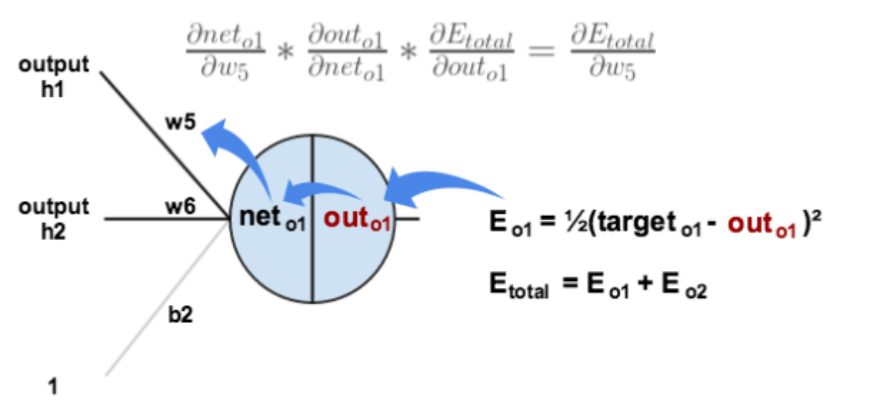 ∂net_o1/∂w5 * ∂out_o1/∂net_o1 * ∂E_total/∂out_o1 = ∂E_total/∂w5
output
h1
w5
output
h2
w6
net o1
out o1
E o1 = ½(target o1 - out o1 )²
E total = E o1 + E o2
b2
1